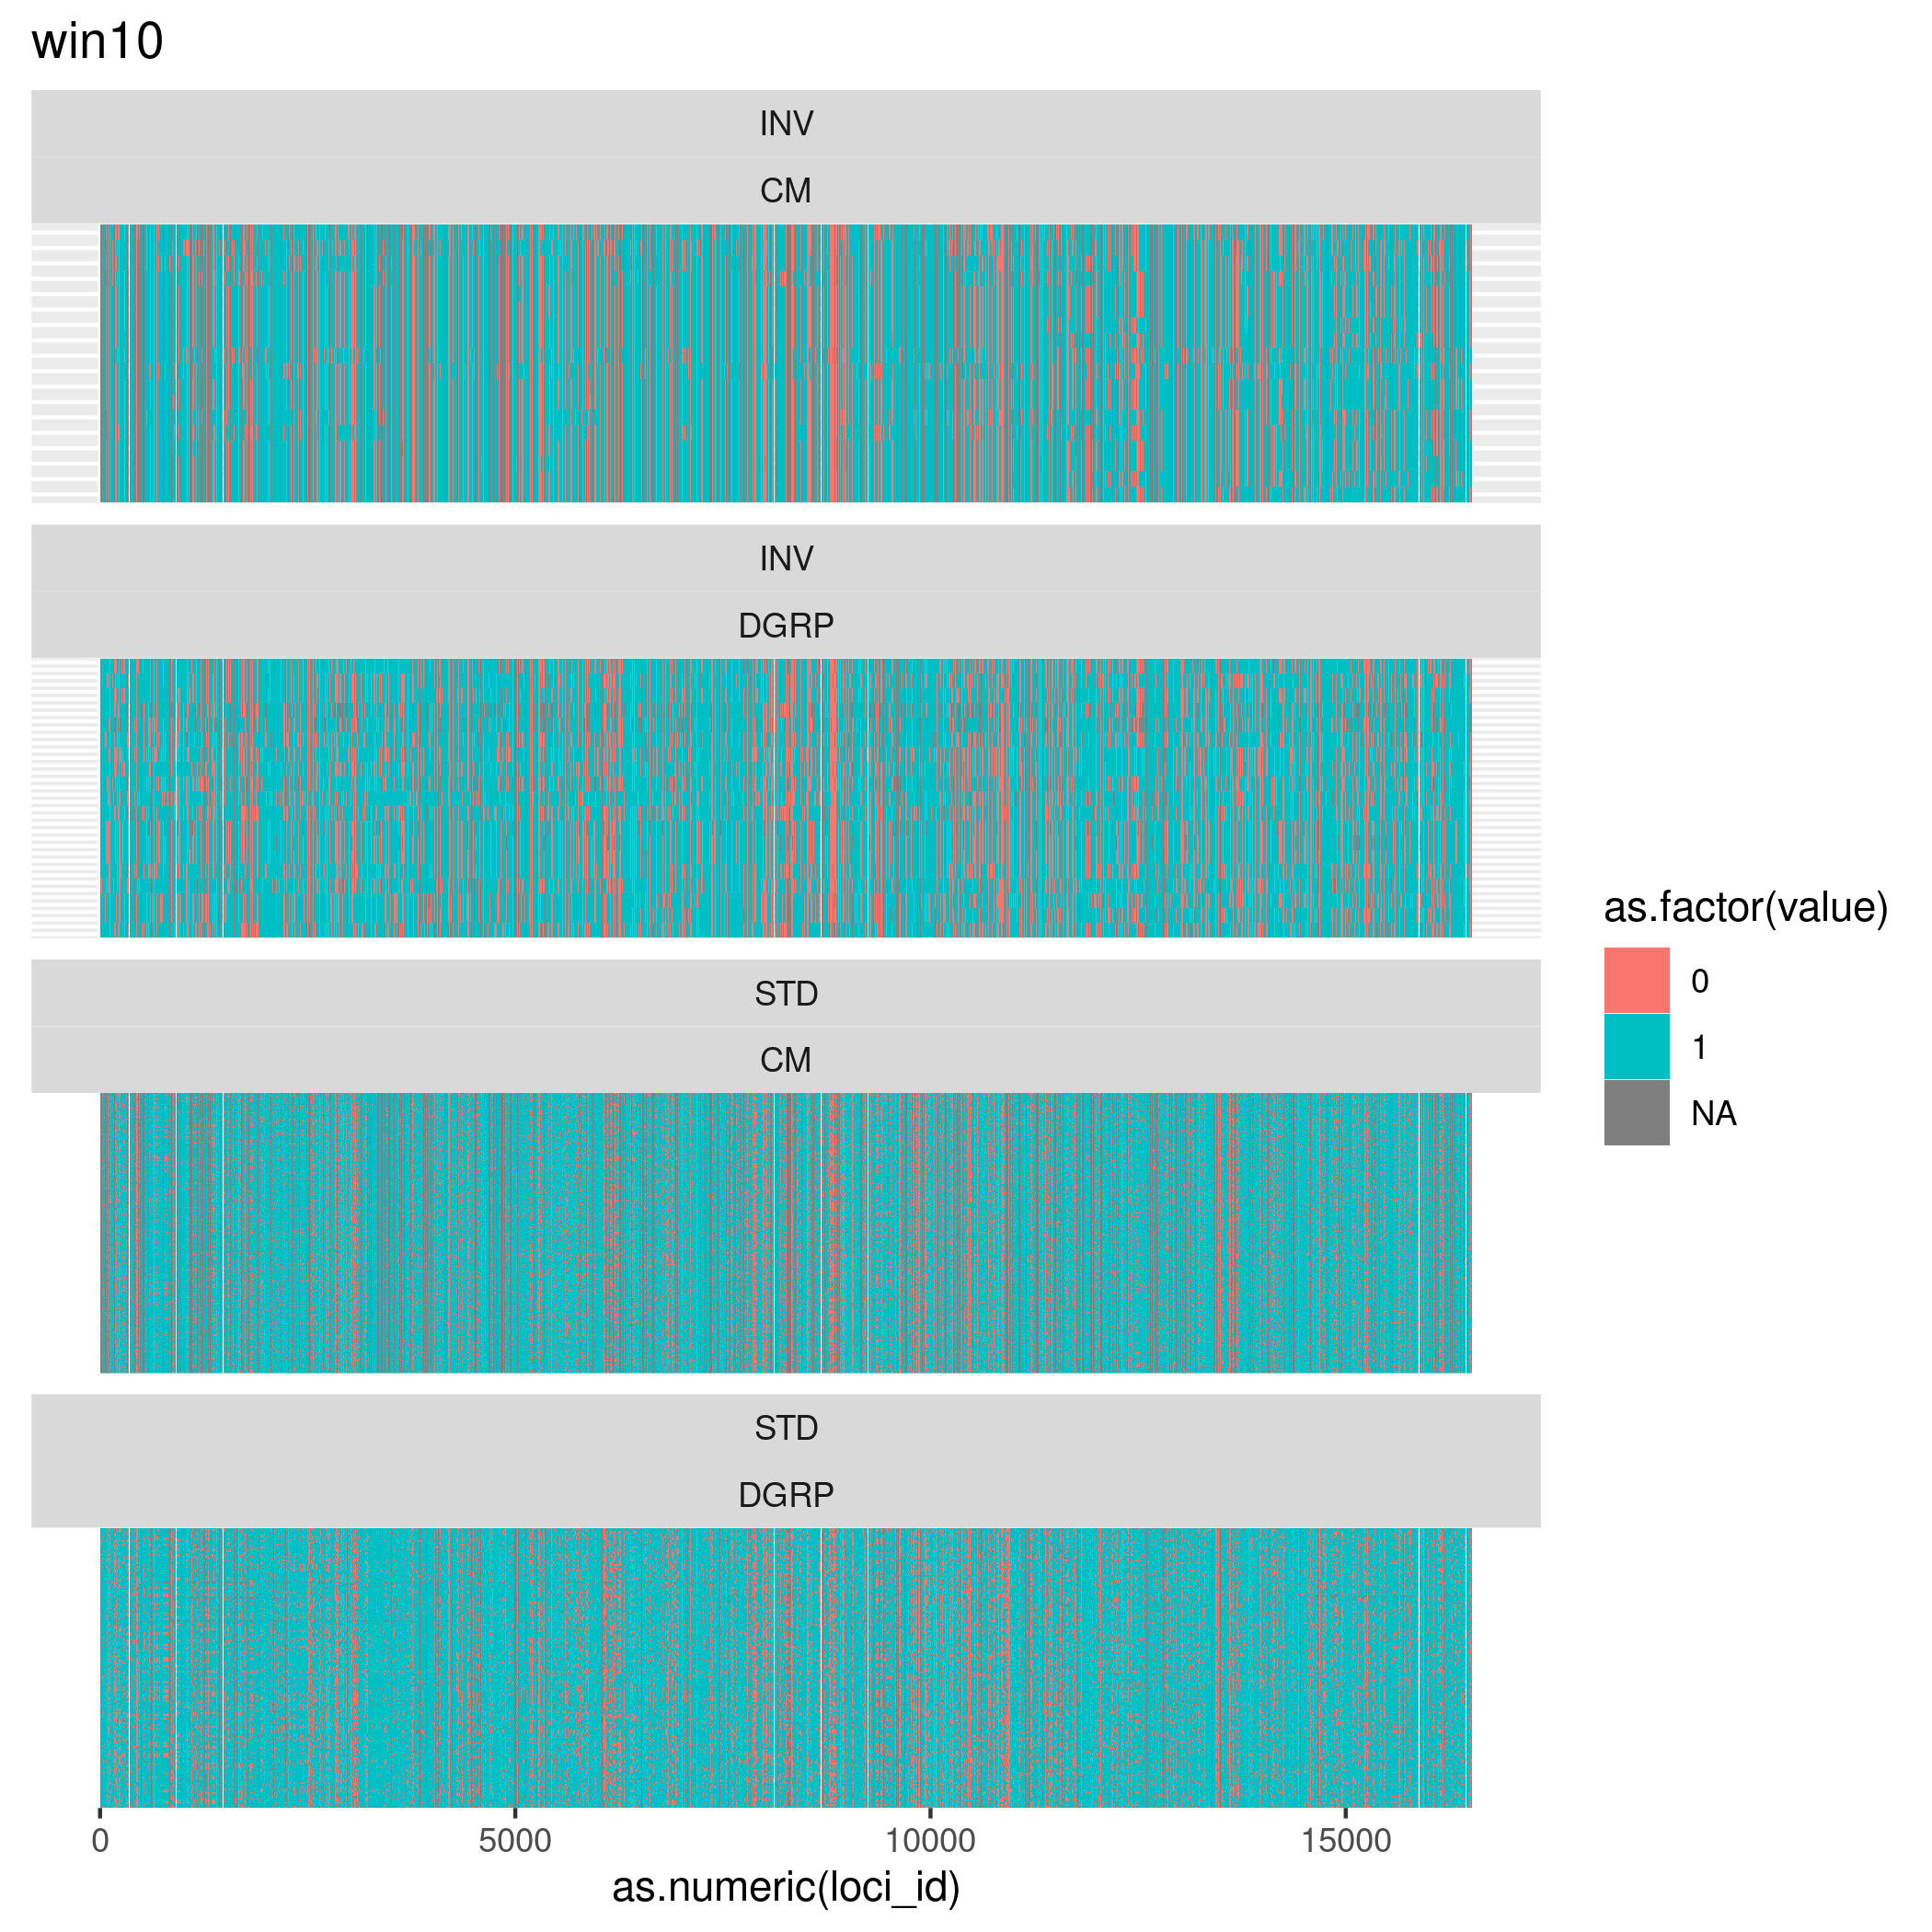 win10
INV
CM
INV
DGRP
STD
CM
STD
DGRP
as.factor(value)
0
1
NA
0 5000 10000 15000
as.numeric(loci_id)